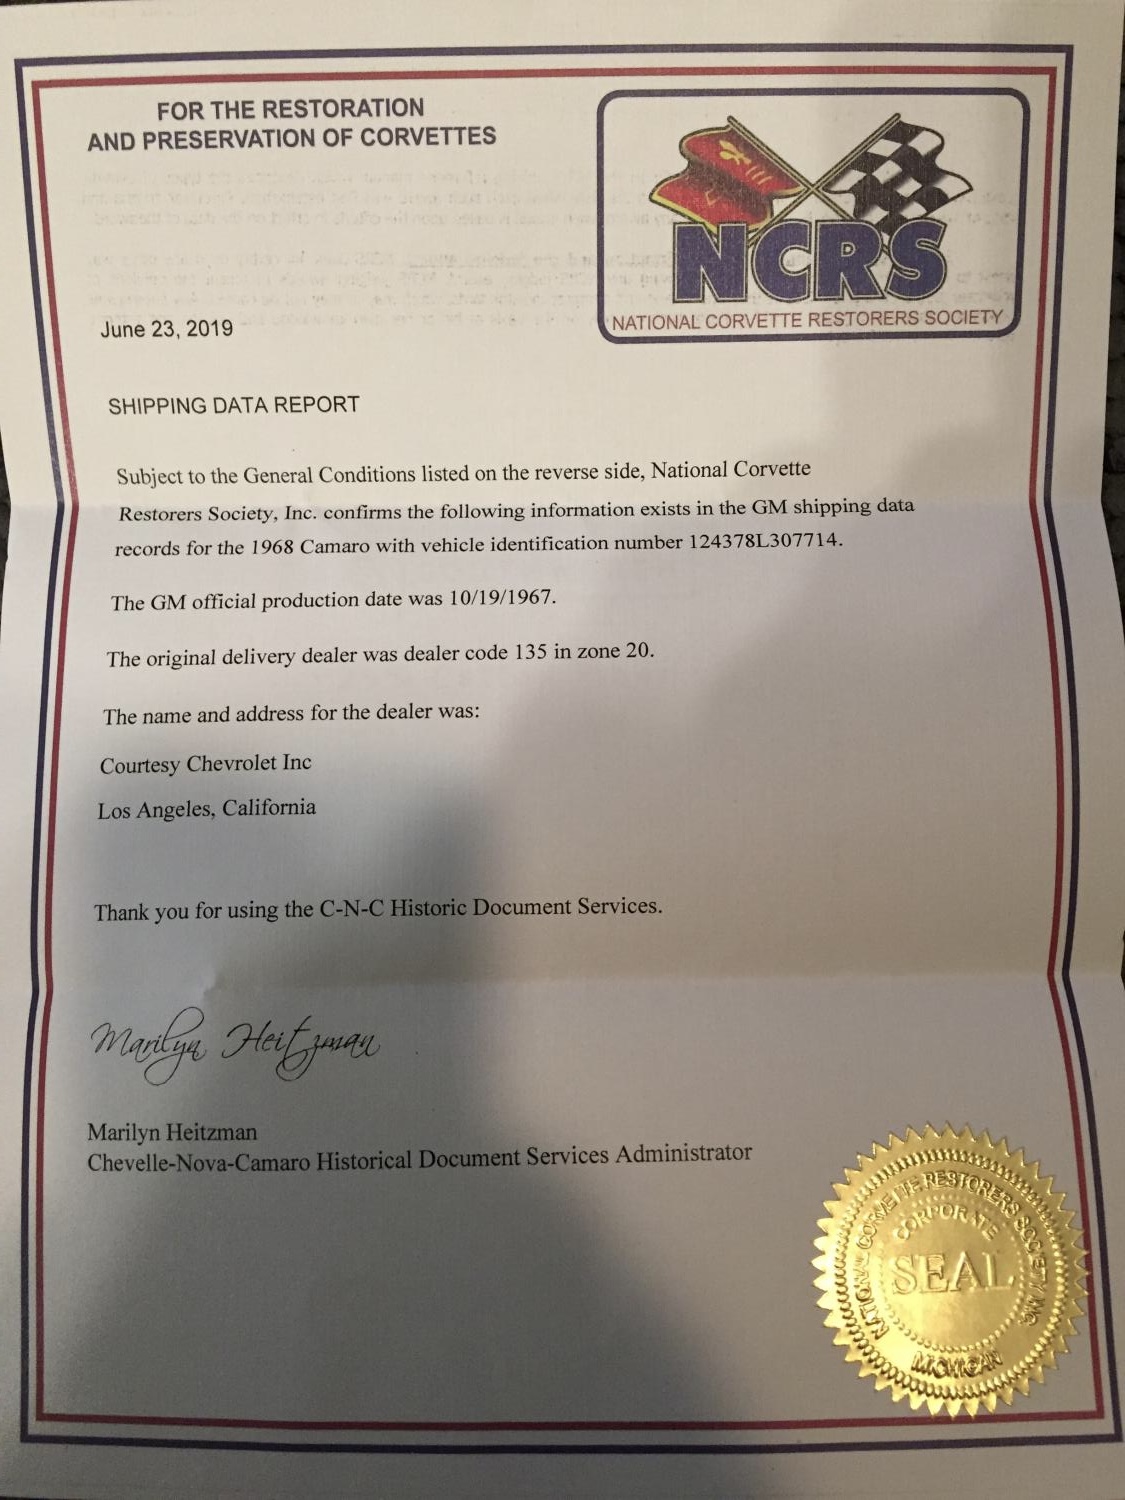 FOR THE RESTORATION
AND PRESERVATION OF CORVETTES
NCRS
NATIONAL CORVETTE RESTORERS SOCIETY
June 23, 2019
SHIPPING DATA REPORT
Subject to the General Conditions listed on the reverse side, National Corvette
Restorers Society, Inc. confirms the following information exists in the GM shipping data
records for the 1968 Camaro with vehicle identification number 124378L307714.
The GM official production date was 10/19/1967.
The original delivery dealer was dealer code 135 in zone 20.
The name and address for the dealer was:
Courtesy Chevrolet Inc
Los Angeles, California
Thank you for using the C-N-C Historic Document Services.
Marilyn Heitzman
Marilyn Heitzman
Chevelle-Nova-Camaro Historical Document Services Administrator
NATIONAL CORVETTE RESTORERS SOCIETY INC.
CORPORATE
SEAL
MICHIGAN